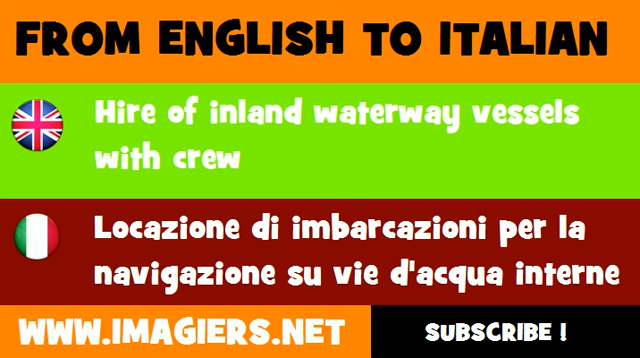 FROM ENGLISH TO ITALIAN
Hire of inland waterway vessels
with crew
Locazione di imbarcazioni per la
navigazione su vie d'acqua interne
WWW.IMAGIERS.NET
SUBSCRIBE !